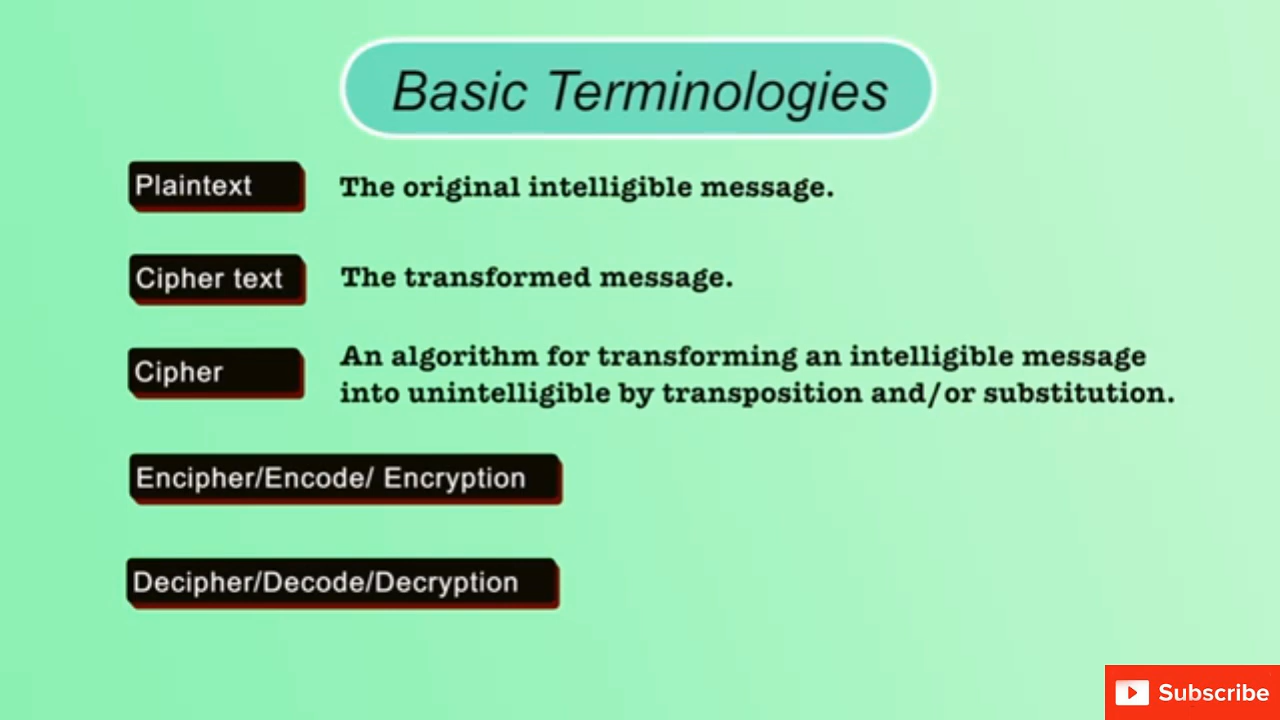 Basic Terminologies
Plaintext
The original intelligible message.
Cipher text
The transformed message.
Cipher
An algorithm for transforming an intelligible message
into unintelligible by transposition and/or substitution.
Encipher/Encode/ Encryption
Decipher/Decode/Decryption
Subscribe